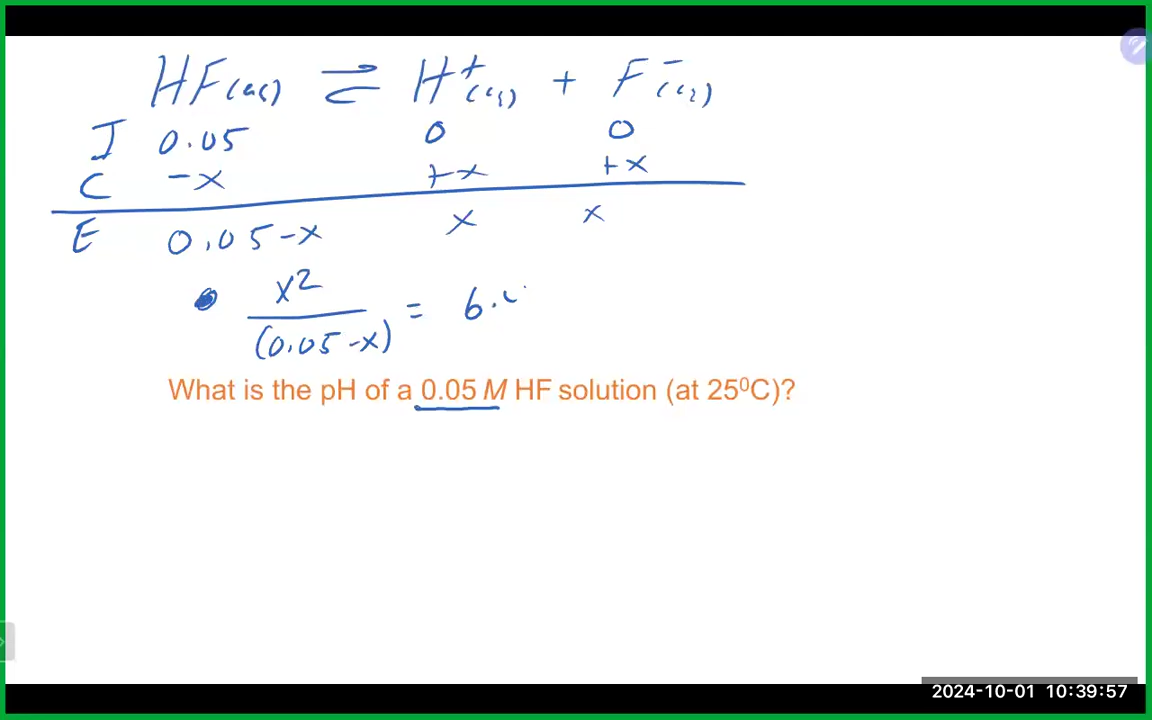 HF(aq) ⇌ H⁺(aq) + F⁻(aq)
I 0.05 0 0
C -x +x +x
E 0.05-x x x
x² / (0.05-x) = 6.
What is the pH of a 0.05 M HF solution (at 25⁰C)?
2024-10-01 10:39:57